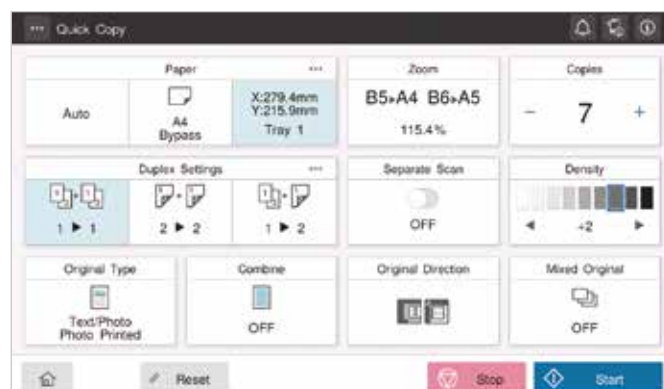 Quick Copy
Paper
Zoom
Copies
Auto
A4
Bypass
X:279.4mm
Y:215.9mm
Tray 1
B5▸A4 B6▸A5
115.4%
- 7 +
Duplex Settings
Separate Scan
Density
1 ▶ 1
2 ▶ 2
1 ▶ 2
OFF
◀ +2 ▶
Original Type
Combine
Original Direction
Mixed Original
Text/Photo
Photo Printed
OFF
OFF
Reset
Stop
Start